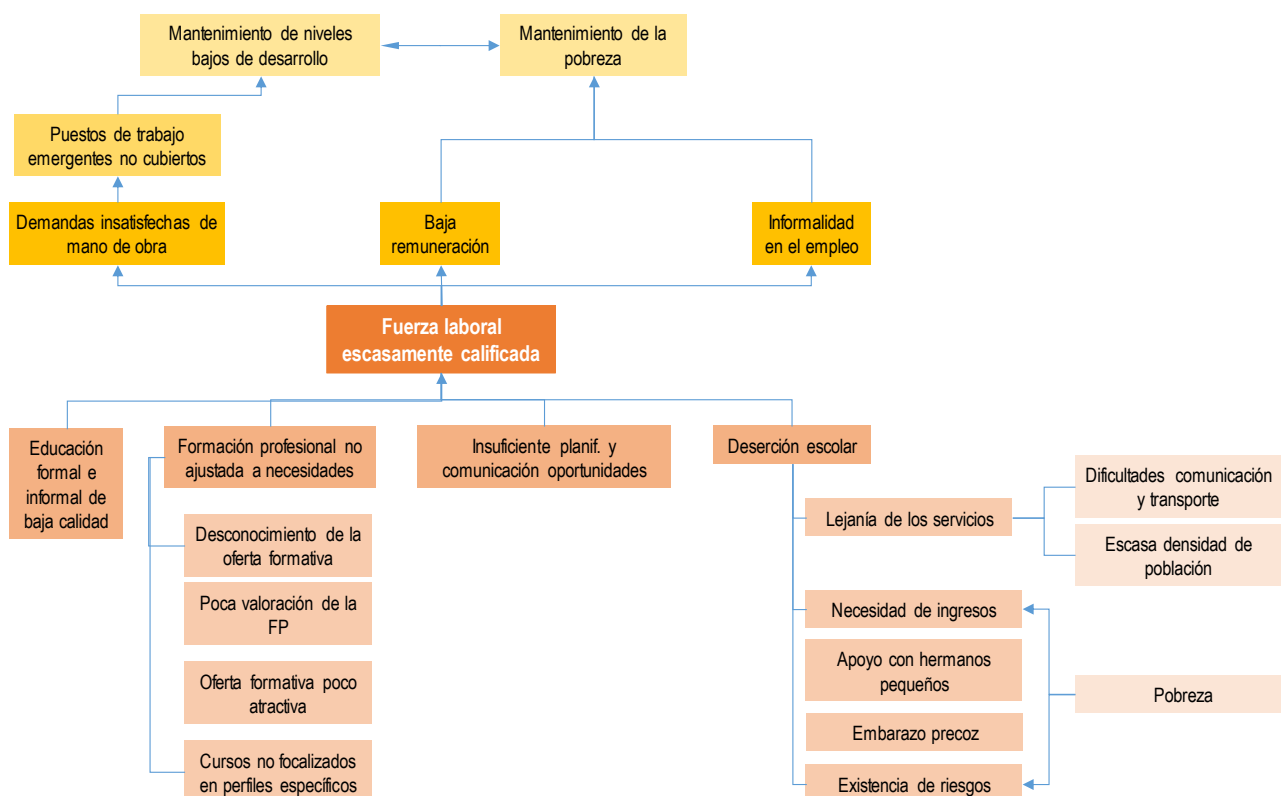 Mantenimiento de niveles
bajos de desarrollo
Mantenimiento de la
pobreza
Puestos de trabajo
emergentes no cubiertos
Demandas insatisfechas de
mano de obra
Baja
remuneración
Informalidad
en el empleo
Fuerza laboral
escasamente calificada
Educación
formal e
informal de
baja calidad
Formación profesional no
ajustada a necesidades
Insuficiente planif. y
comunicación oportunidades
Deserción escolar
Desconocimiento de la
oferta formativa
Poca valoración de la
FP
Oferta formativa poco
atractiva
Cursos no focalizados
en perfiles específicos
Lejanía de los servicios
Dificultades comunicación
y transporte
Escasa densidad de
población
Necesidad de ingresos
Apoyo con hermanos
pequeños
Embarazo precoz
Existencia de riesgos
Pobreza